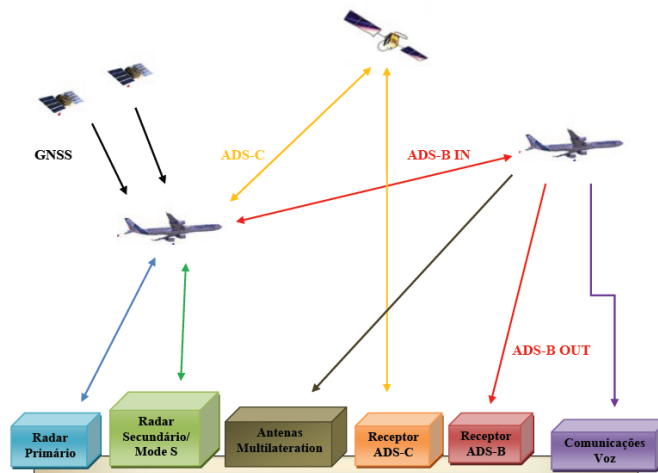 GNSS
ADS-C
ADS-B IN
ADS-B OUT
Radar
Primário
Radar
Secundário/
Mode S
Antenas
Multilateration
Receptor
ADS-C
Receptor
ADS-B
Comunicações
Voz